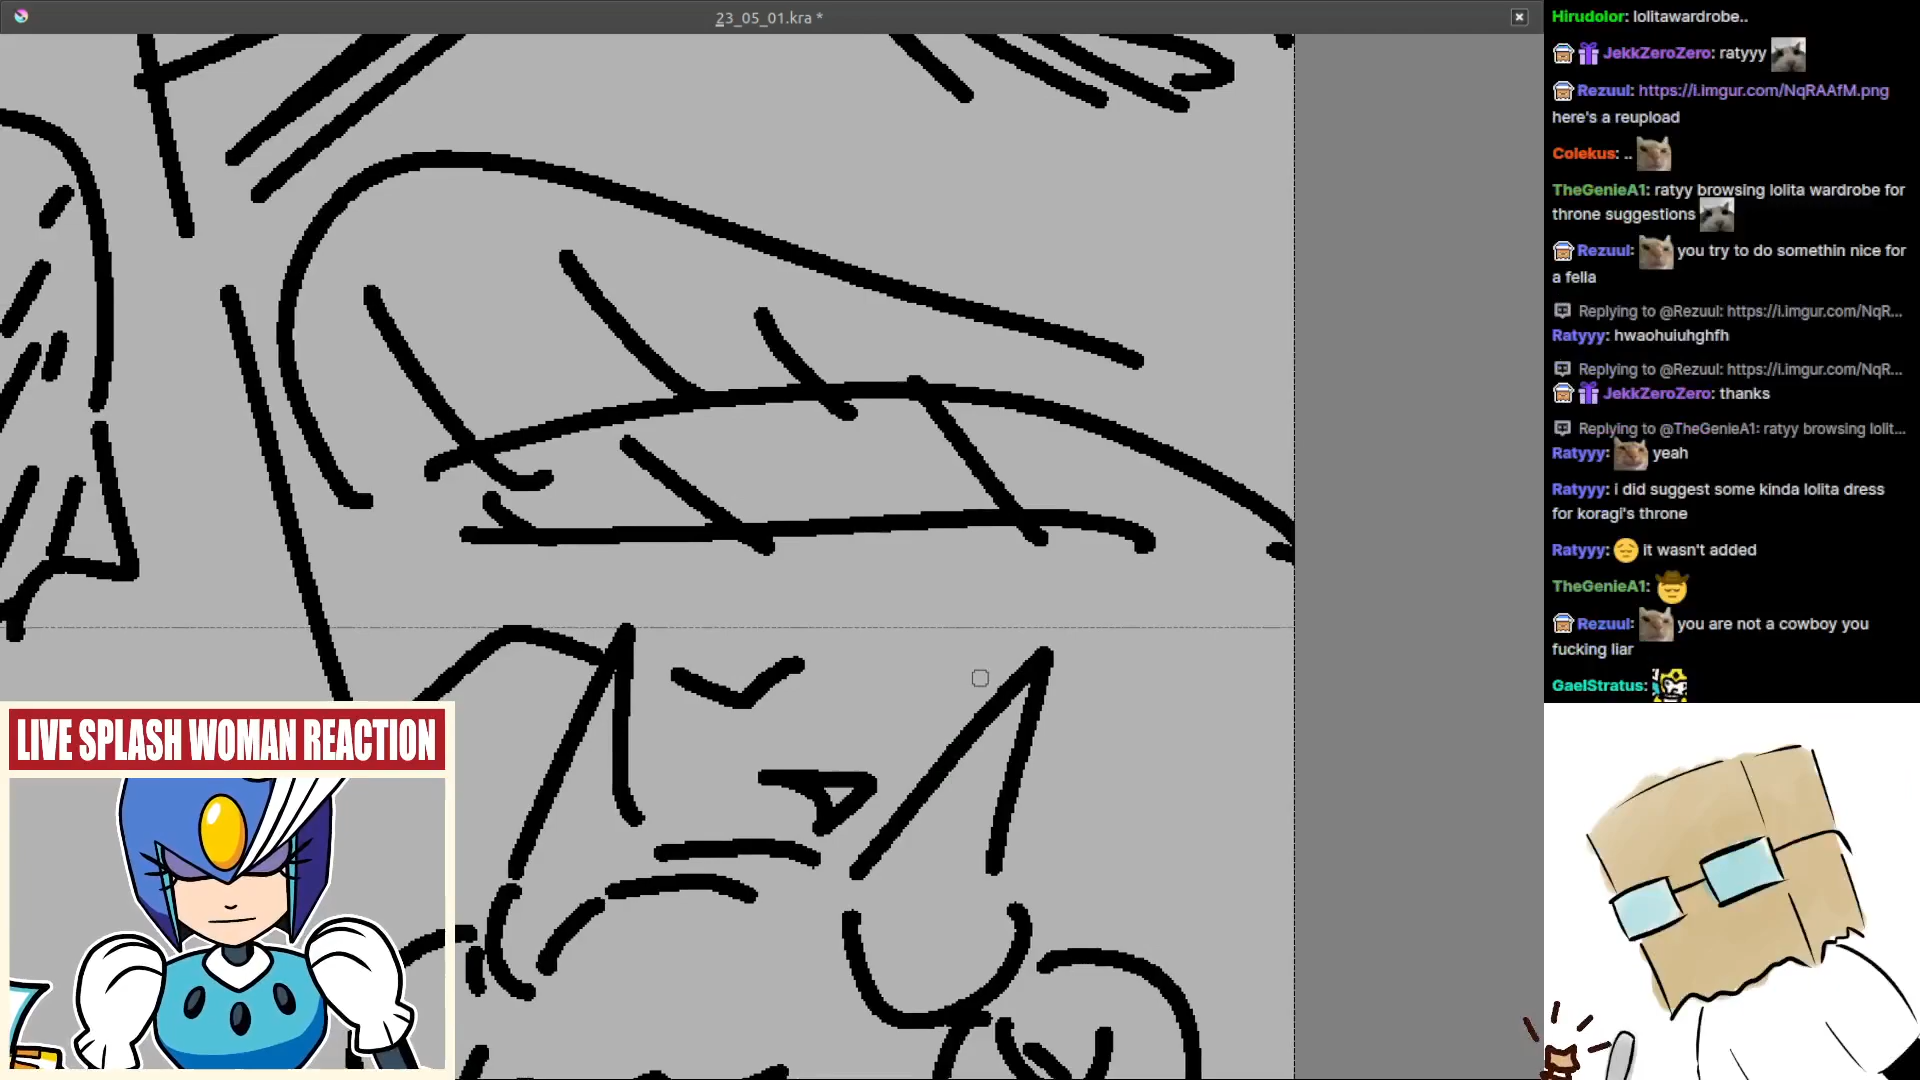 23_05_01.kra *
Hirudolor: lolitawardrobe..
JekkZeroZero: ratyyy
Rezuul: https://i.imgur.com/NqRAAfM.png
here's a reupload
Colekus: ..
TheGenieA1: ratyy browsing lolita wardrobe for
throne suggestions
Rezuul: you try to do somethin nice for
a fella
Replying to @Rezuul: https://i.imgur.com/NqR...
Ratyyy: hwaohuiuhghfh
Replying to @Rezuul: https://i.imgur.com/NqR...
JekkZeroZero: thanks
Replying to @TheGenieA1: ratyy browsing lolit...
Ratyyy: yeah
Ratyyy: i did suggest some kinda lolita dress
for koragi's throne
Ratyyy: it wasn't added
TheGenieA1:
Rezuul: you are not a cowboy you
fucking liar
GaelStratus:
LIVE SPLASH WOMAN REACTION